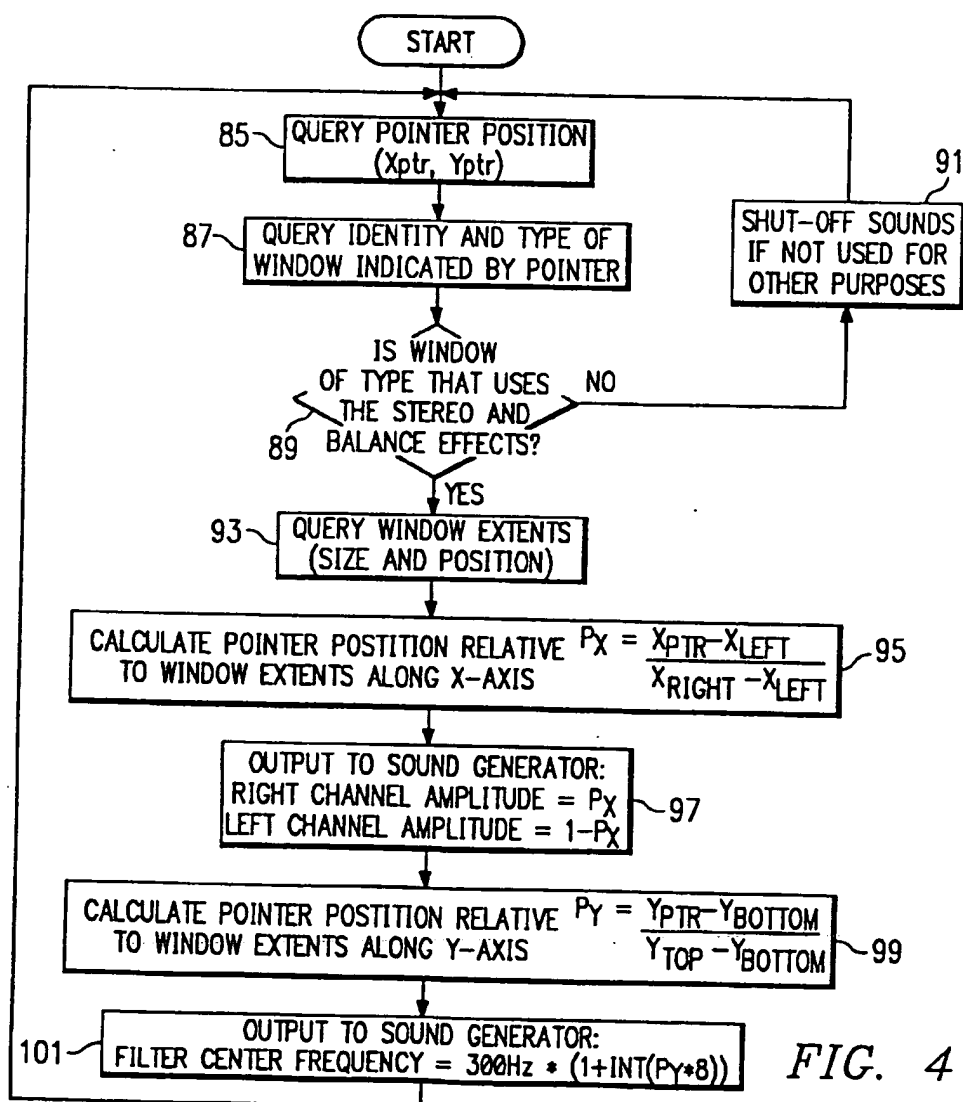 START
85
QUERY POINTER POSITION
(Xptr, Yptr)
87
QUERY IDENTITY AND TYPE OF
WINDOW INDICATED BY POINTER
91
SHUT-OFF SOUNDS
IF NOT USED FOR
OTHER PURPOSES
IS WINDOW
OF TYPE THAT USES
THE STEREO AND
BALANCE EFFECTS?
89
NO
YES
93
QUERY WINDOW EXTENTS
(SIZE AND POSITION)
CALCULATE POINTER POSTITION RELATIVE
TO WINDOW EXTENTS ALONG X-AXIS
PX = XPTR-XLEFT
XRIGHT -XLEFT
95
OUTPUT TO SOUND GENERATOR:
RIGHT CHANNEL AMPLITUDE = PX
LEFT CHANNEL AMPLITUDE = 1-PX
97
CALCULATE POINTER POSTITION RELATIVE
TO WINDOW EXTENTS ALONG Y-AXIS
PY = YPTR-YBOTTOM
YTOP -YBOTTOM
99
101
OUTPUT TO SOUND GENERATOR:
FILTER CENTER FREQUENCY = 300Hz * (1+INT(PY*8))
FIG. 4